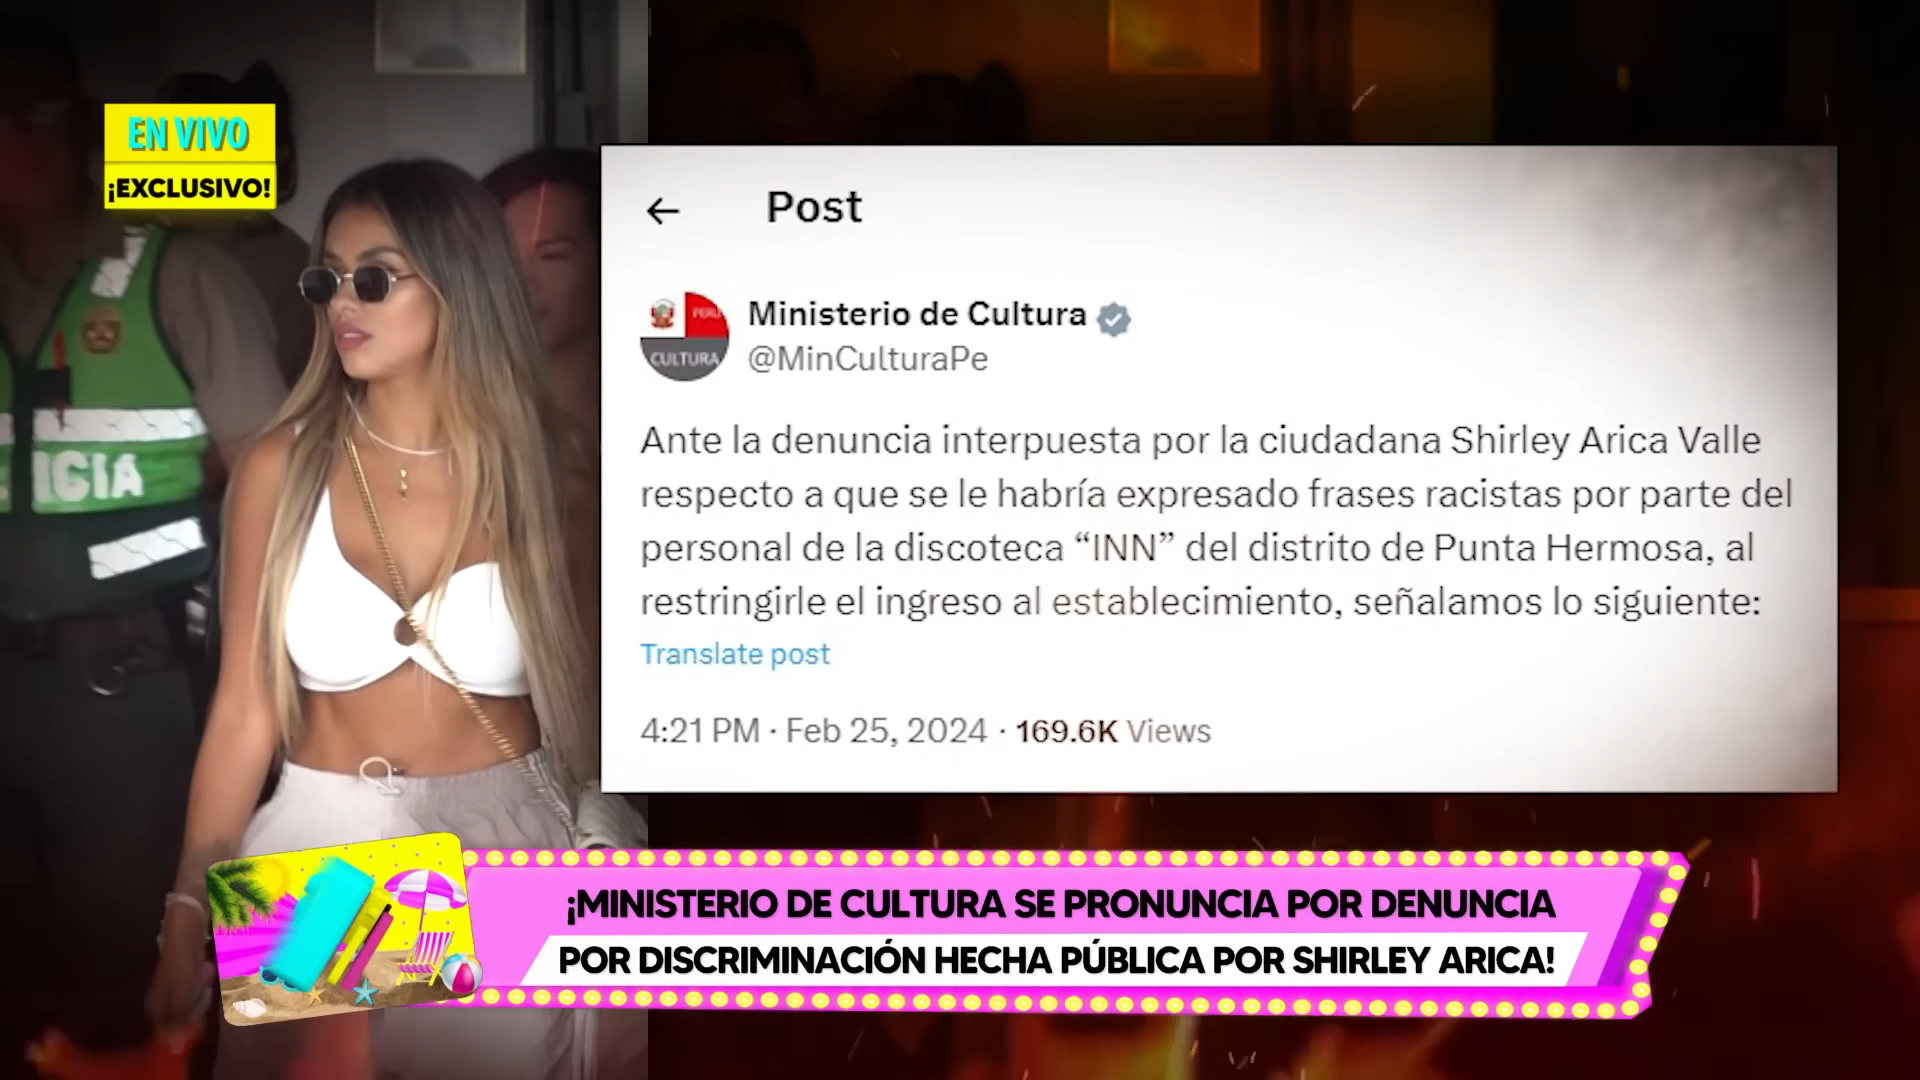 EN VIVO
¡EXCLUSIVO!
ICIA
← Post
PERÚ
CULTURA
Ministerio de Cultura
@MinCulturaPe
Ante la denuncia interpuesta por la ciudadana Shirley Arica Valle
respecto a que se le habría expresado frases racistas por parte del
personal de la discoteca “INN” del distrito de Punta Hermosa, al
restringirle el ingreso al establecimiento, señalamos lo siguiente:
Translate post
4:21 PM · Feb 25, 2024 · 169.6K Views
¡MINISTERIO DE CULTURA SE PRONUNCIA POR DENUNCIA
POR DISCRIMINACIÓN HECHA PÚBLICA POR SHIRLEY ARICA!